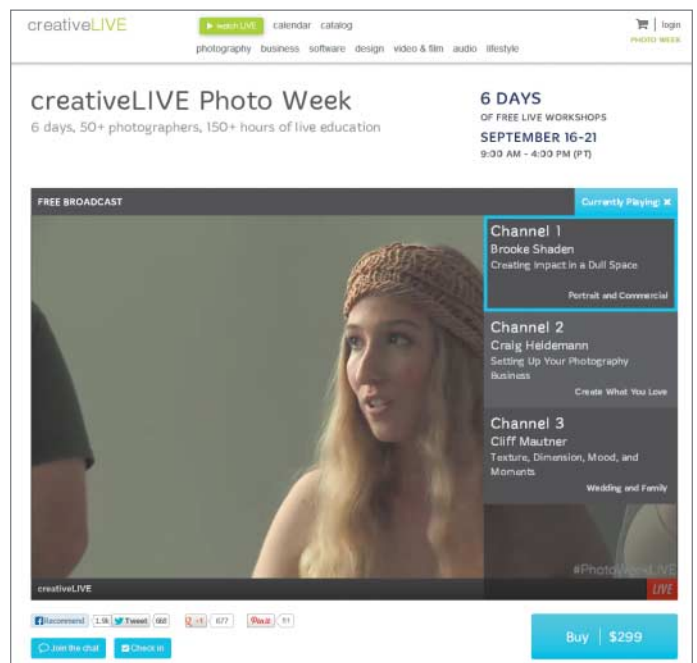 creativeLIVE
watch LIVE calendar catalog
login
PHOTO WEEK
photography business software design video & film audio lifestyle
creativeLIVE Photo Week
6 days, 50+ photographers, 150+ hours of live education
6 DAYS
OF FREE LIVE WORKSHOPS
SEPTEMBER 16-21
9:00 AM - 4:00 PM (PT)
FREE BROADCAST
Currently Playing: ×
Channel 1
Brooke Shaden
Creating Impact in a Dull Space
Portrait and Commercial
Channel 2
Craig Heidemann
Setting Up Your Photography
Business
Create What You Love
Channel 3
Cliff Mautner
Texture, Dimension, Mood, and
Moments
Wedding and Family
#PhotoWeekLIVE
creativeLIVE
LIVE
Recommend 1.9k Tweet 668 +1 677 Pin it
Join the chat Check in
Buy | $299